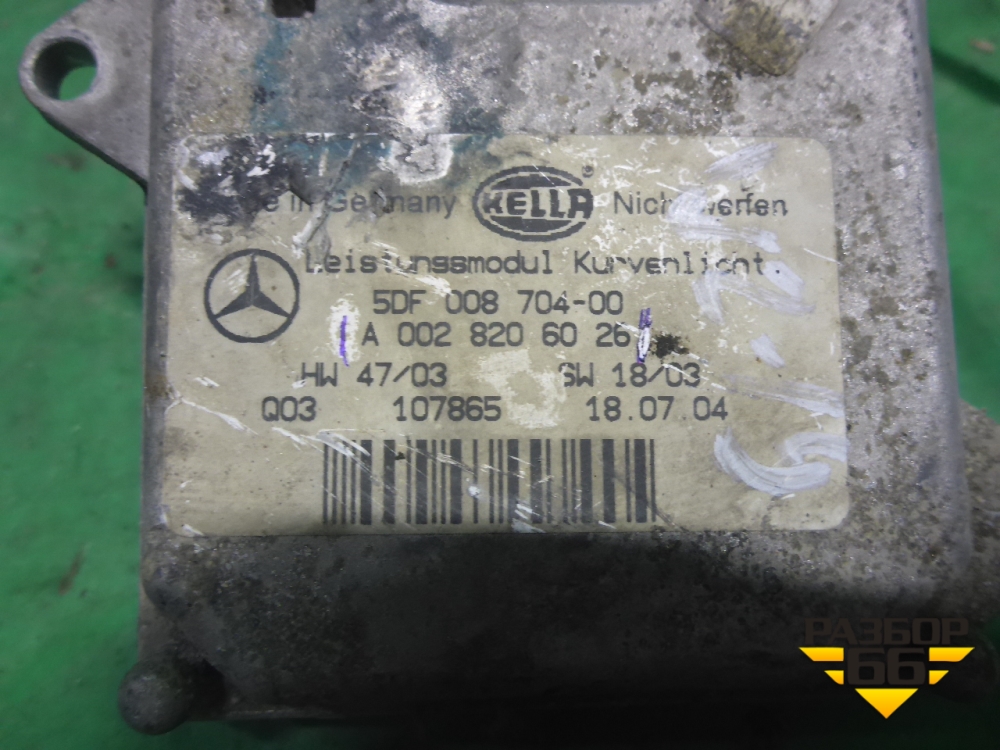 in Germany HELLA ® Nicht werfen
Leistungsmodul Kurvenlicht.
5DF 008 704-00
A 002 820 60 26
HW 47/03 SW 18/03
Q03 107865 18.07.04
РАЗБОР
66